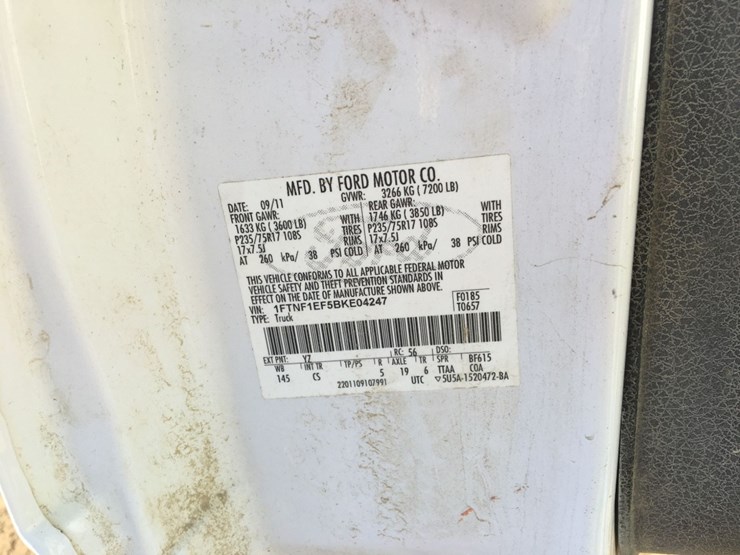 MFD. BY FORD MOTOR CO.
DATE: 09/11 GVWR: 3266 KG ( 7200 LB)
FRONT GAWR: REAR GAWR:
1633 KG ( 3600 LB) WITH 1746 KG ( 3850 LB) WITH
P235/75R17 108S TIRES P235/75R17 108S TIRES
17x7.5J RIMS 17x7.5J RIMS
AT 260 kPa/ 38 PSI COLD AT 260 kPa/ 38 PSI COLD
THIS VEHICLE CONFORMS TO ALL APPLICABLE FEDERAL MOTOR
VEHICLE SAFETY AND THEFT PREVENTION STANDARDS IN
EFFECT ON THE DATE OF MANUFACTURE SHOWN ABOVE.
VIN: 1FTNF1EF5BKE04247 F0185
TYPE: Truck T0657
EXT PNT: YZ RC: 56 DSO:
WB INT TR TP/PS R AXLE TR SPR BF615
145 CS 5 19 6 TTAA COA
2201109107991 UTC ▽5U5A-1520472-BA